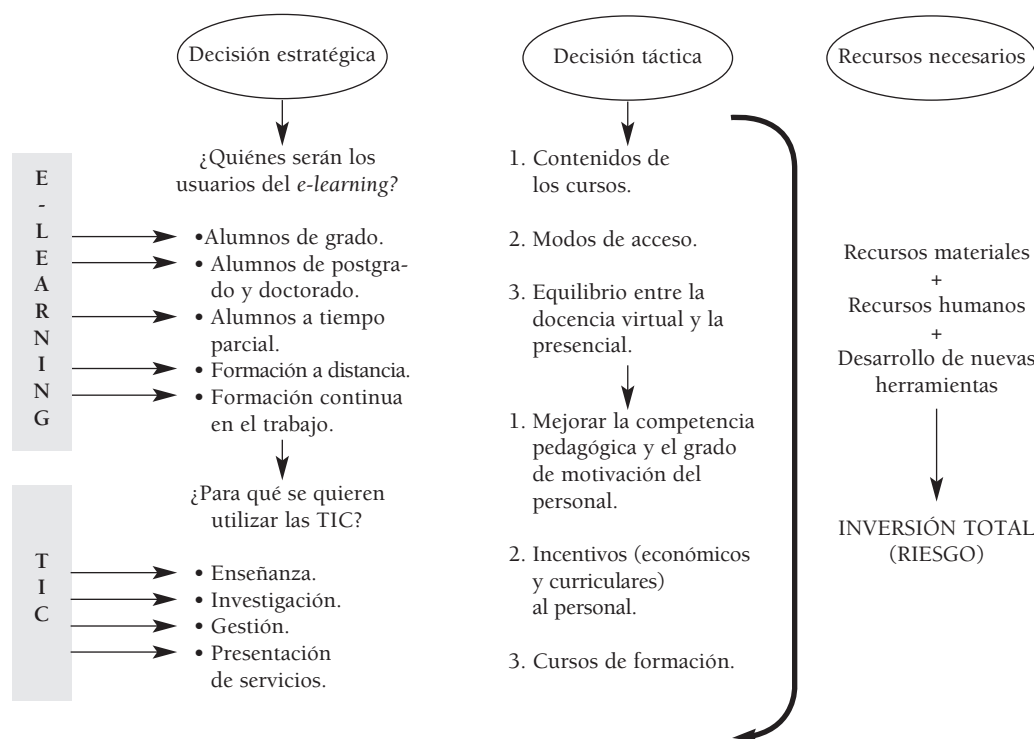 Decisión estratégica
Decisión táctica
Recursos necesarios
E-LEARNING
¿Quiénes serán los
usuarios del e-learning?
•Alumnos de grado.
• Alumnos de postgra-
do y doctorado.
• Alumnos a tiempo
parcial.
• Formación a distancia.
• Formación continua
en el trabajo.
TIC
¿Para qué se quieren
utilizar las TIC?
• Enseñanza.
• Investigación.
• Gestión.
• Presentación
de servicios.
1. Contenidos de
los cursos.
2. Modos de acceso.
3. Equilibrio entre la
docencia virtual y la
presencial.
1. Mejorar la competencia
pedagógica y el grado
de motivación del
personal.
2. Incentivos (económicos
y curriculares)
al personal.
3. Cursos de formación.
Recursos materiales
+
Recursos humanos
+
Desarrollo de nuevas
herramientas
INVERSIÓN TOTAL
(RIESGO)